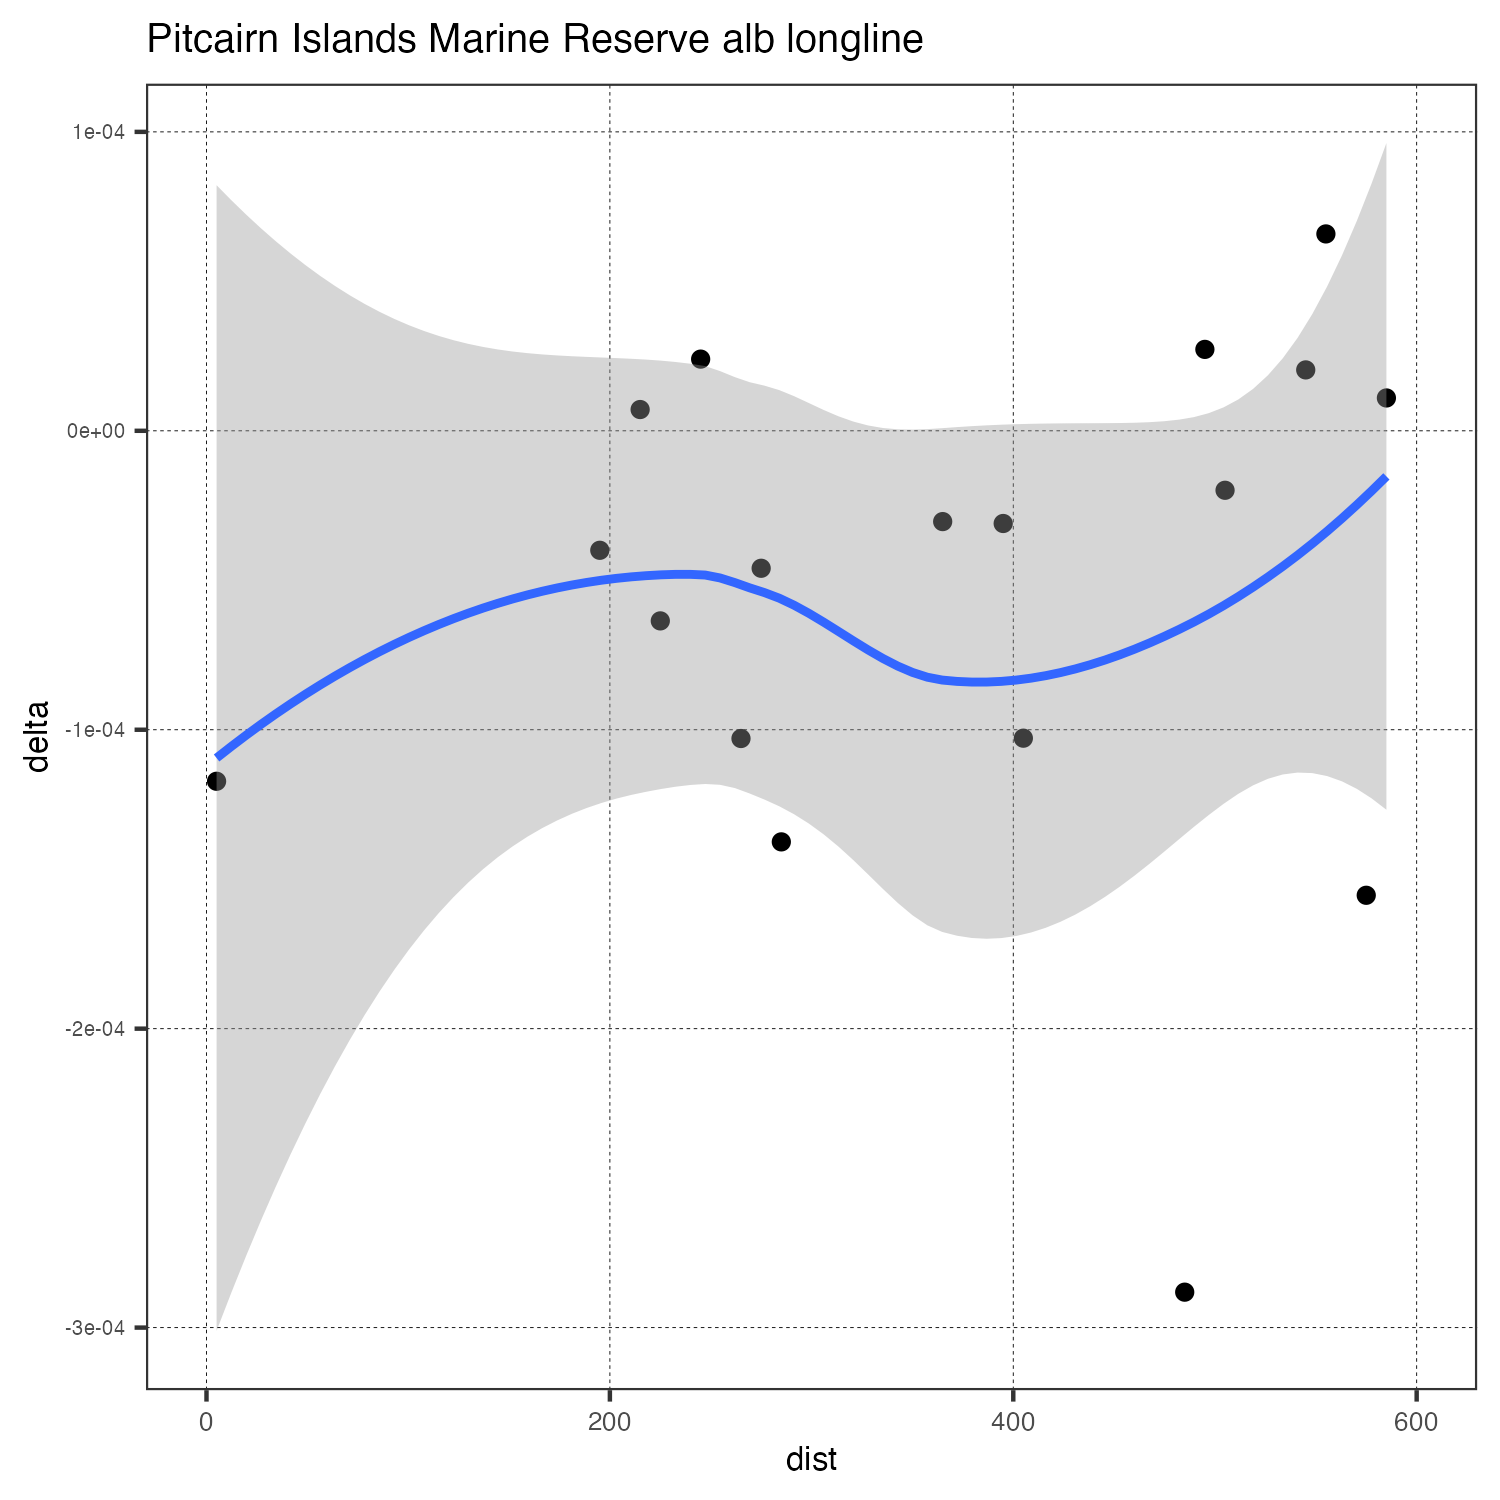 Pitcairn Islands Marine Reserve alb longline
1e-04
0e+00
-1e-04
-2e-04
-3e-04
delta
0 200 400 600
dist